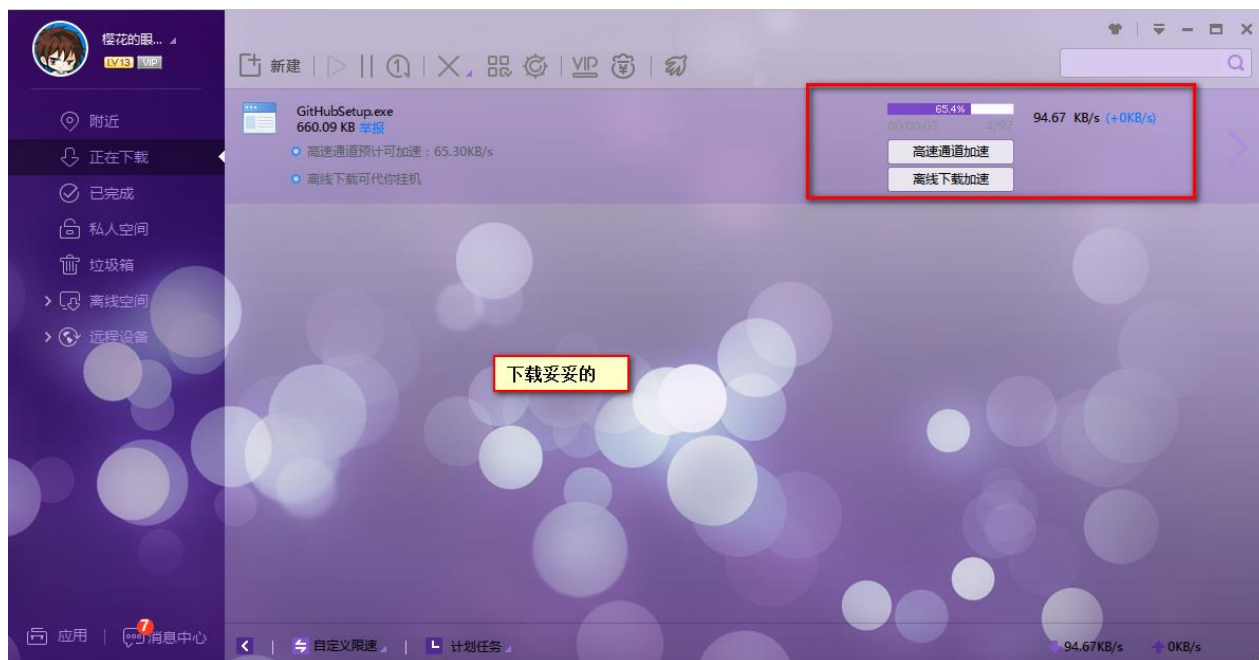 樱花的眼...
LV13 VIP
附近
正在下载
已完成
私人空间
垃圾箱
离线空间
远程设备
应用
7
消息中心
新建
VIP
GitHubSetup.exe
660.09 KB 举报
高速通道预计可加速：65.30KB/s
离线下载可代你挂机
65.4%
00:00:03 4/97
94.67 KB/s (+0KB/s)
高速通道加速
离线下载加速
下载妥妥的
自定义限速
计划任务
94.67KB/s
0KB/s